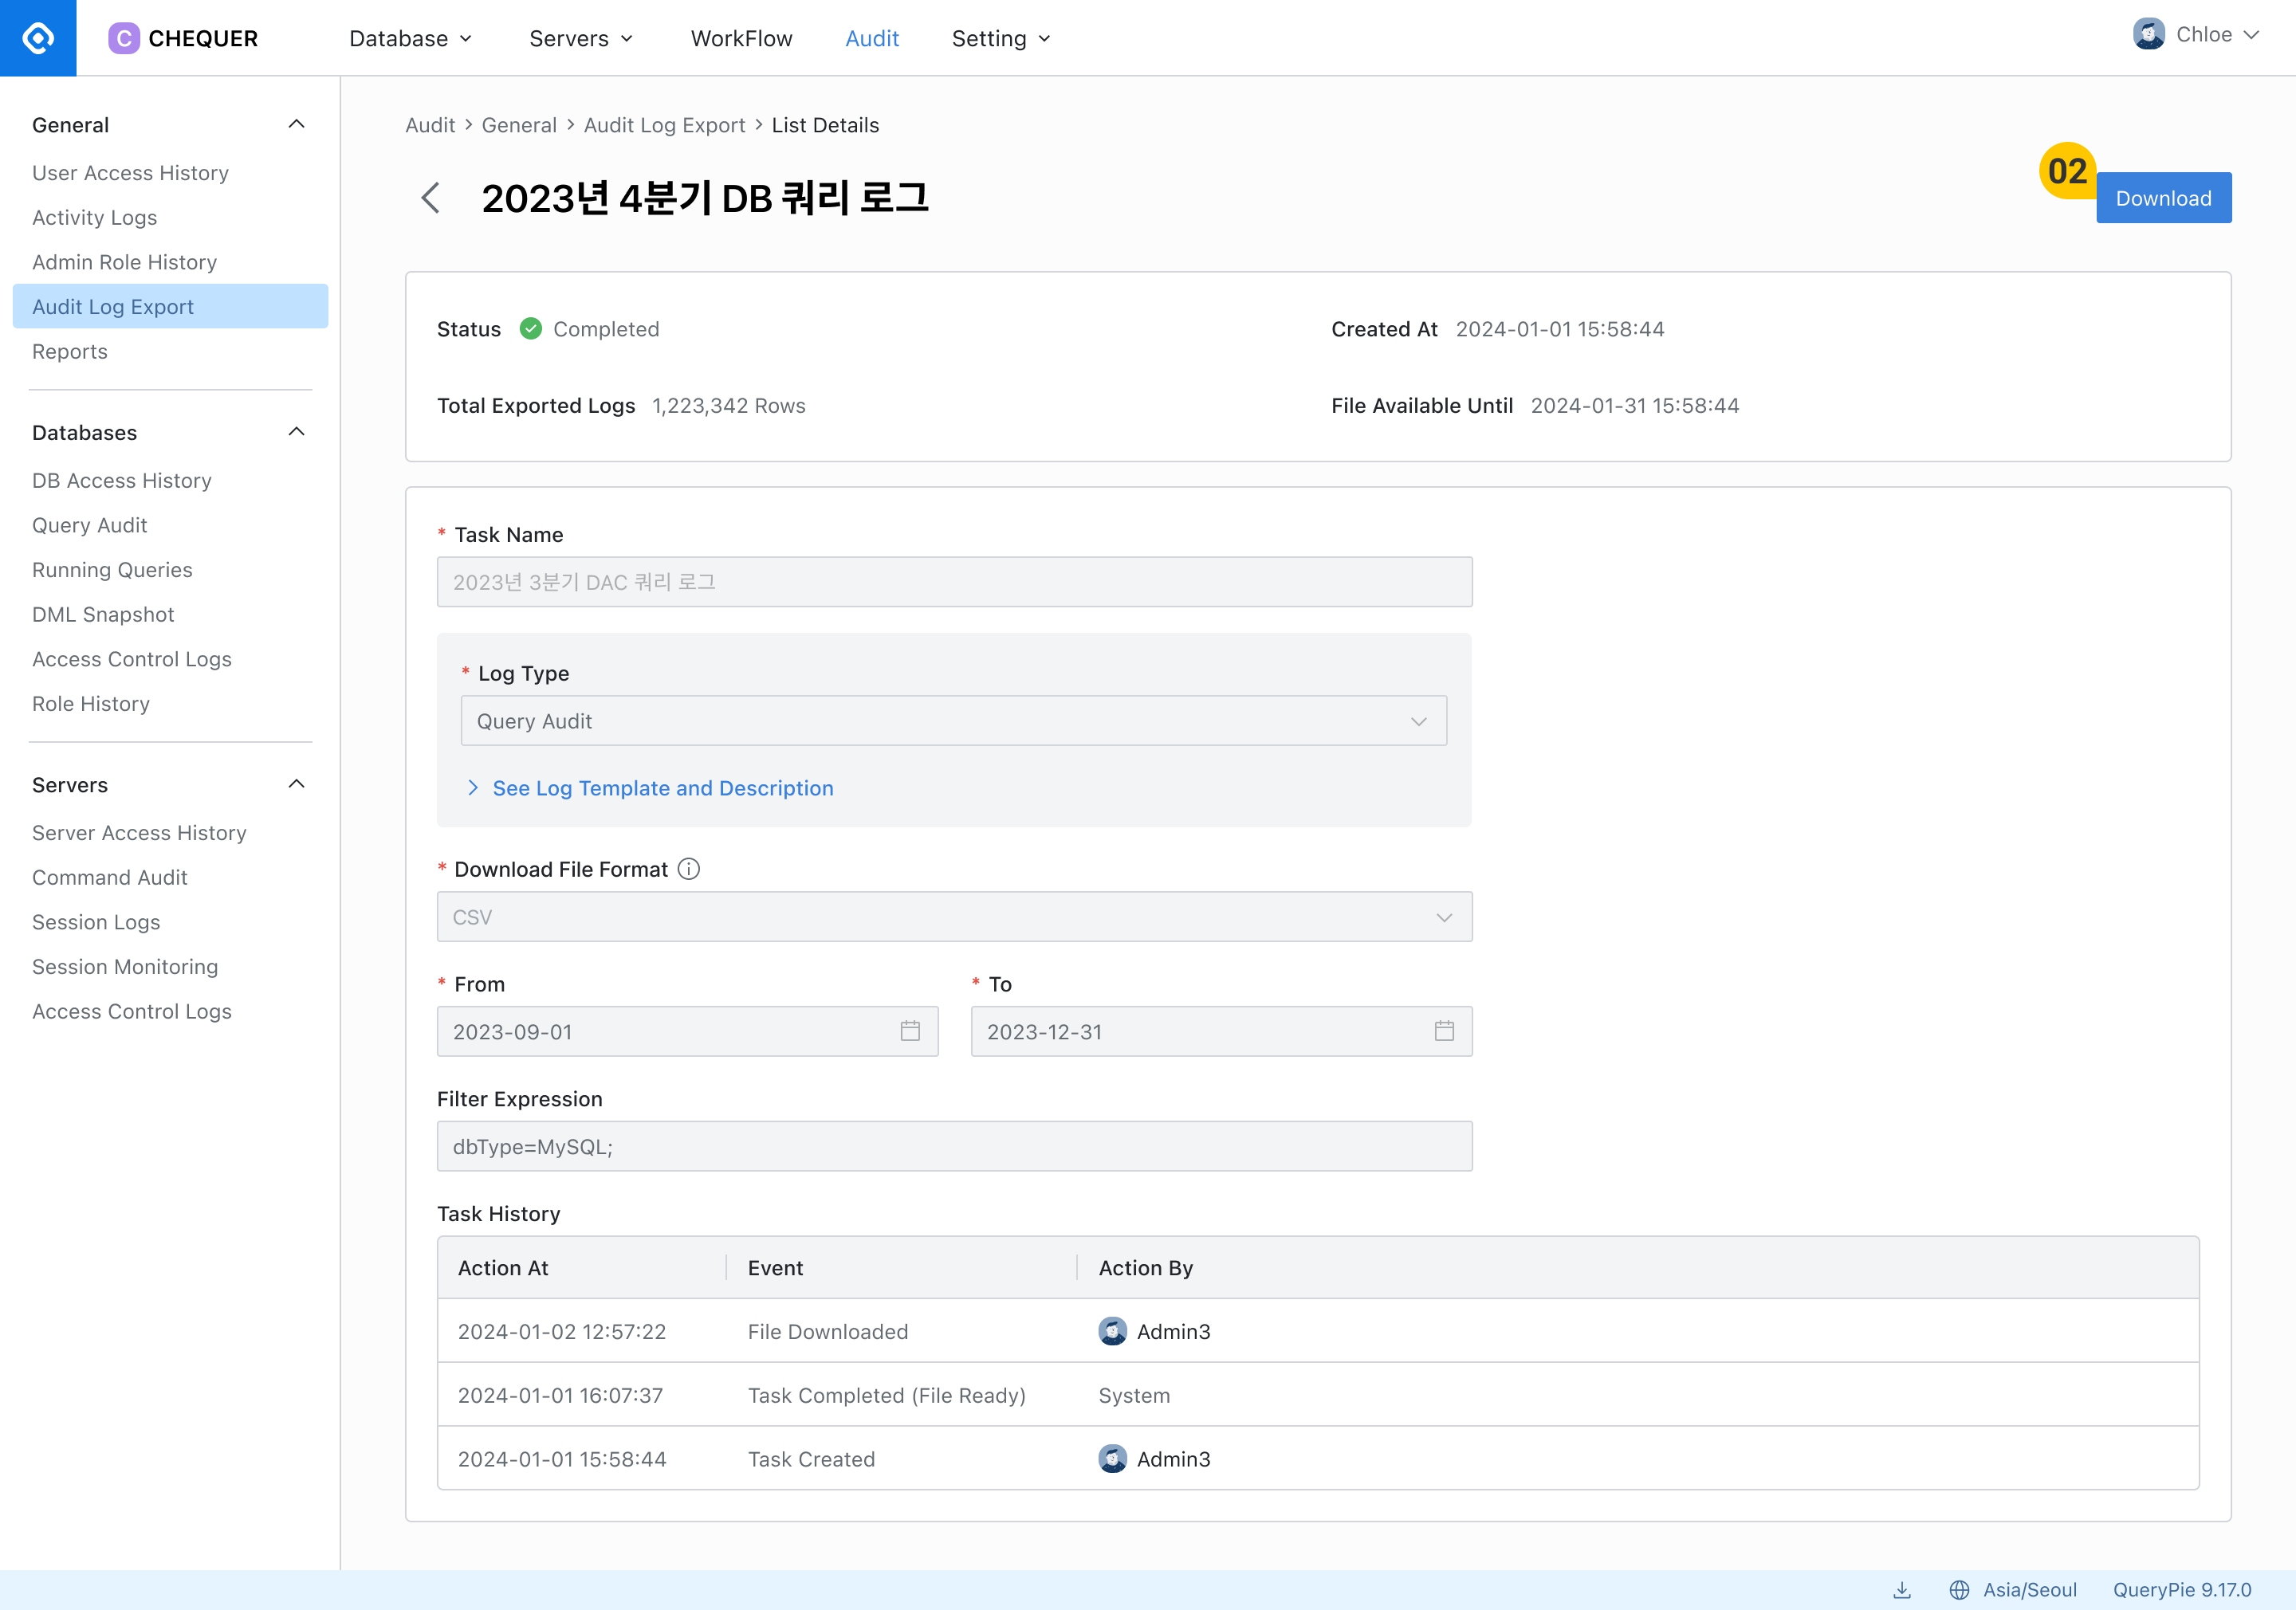 C CHEQUER Database Servers WorkFlow Audit Setting Chloe
General
User Access History
Activity Logs
Admin Role History
Audit Log Export
Reports
Databases
DB Access History
Query Audit
Running Queries
DML Snapshot
Access Control Logs
Role History
Servers
Server Access History
Command Audit
Session Logs
Session Monitoring
Access Control Logs
Audit > General > Audit Log Export > List Details
2023년 4분기 DB 쿼리 로그
02
Download
Status Completed
Created At 2024-01-01 15:58:44
Total Exported Logs 1,223,342 Rows
File Available Until 2024-01-31 15:58:44
* Task Name
2023년 3분기 DAC 쿼리 로그
* Log Type
Query Audit
See Log Template and Description
* Download File Format
CSV
* From
2023-09-01
* To
2023-12-31
Filter Expression
dbType=MySQL;
Task History
Action At Event Action By
2024-01-02 12:57:22 File Downloaded Admin3
2024-01-01 16:07:37 Task Completed (File Ready) System
2024-01-01 15:58:44 Task Created Admin3
Asia/Seoul QueryPie 9.17.0